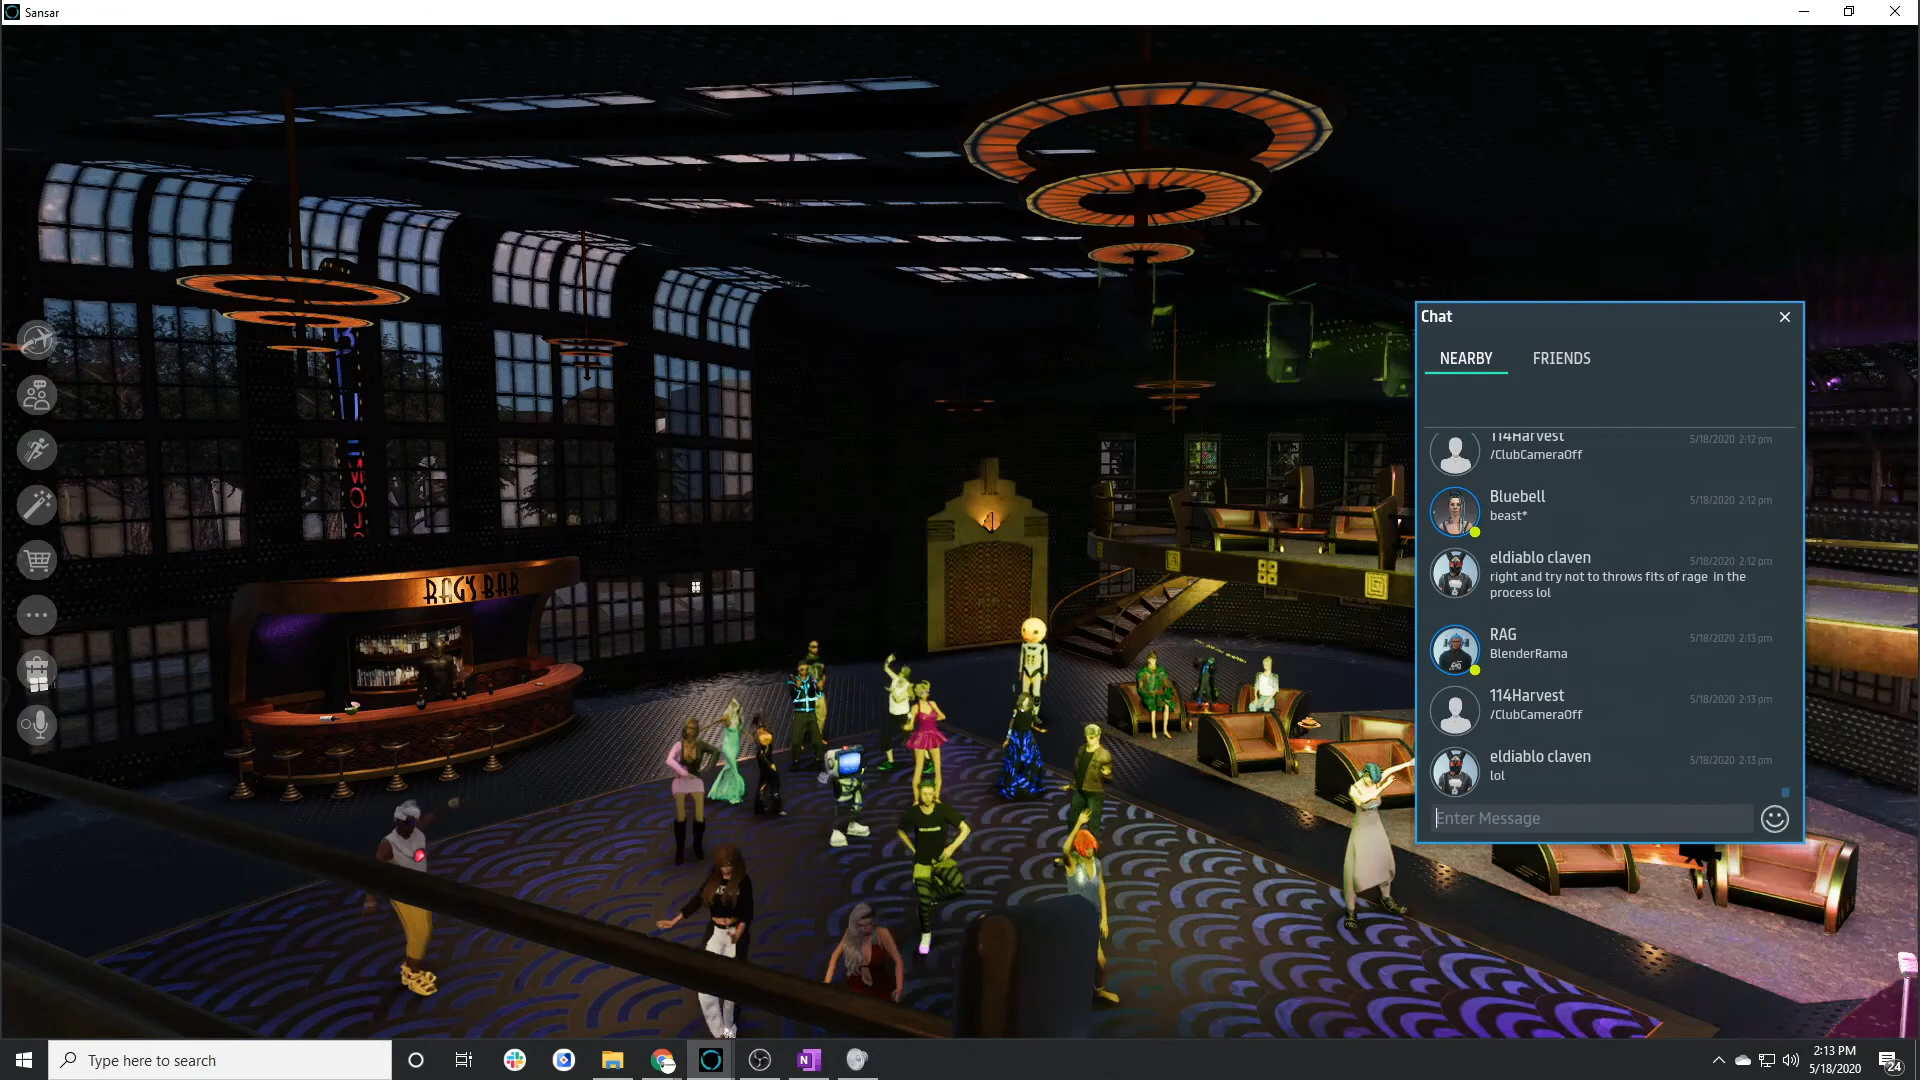 Sansar
RAG'S BAR
Chat
NEARBY
FRIENDS
114Harvest
5/18/2020 2:12 pm
/ClubCameraOff
Bluebell
5/18/2020 2:12 pm
beast*
eldiablo claven
5/18/2020 2:12 pm
right and try not to throws fits of rage in the
process lol
RAG
5/18/2020 2:13 pm
BlenderRama
114Harvest
5/18/2020 2:13 pm
/ClubCameraOff
eldiablo claven
5/18/2020 2:13 pm
lol
Enter Message
Type here to search
N
2:13 PM
5/18/2020
24